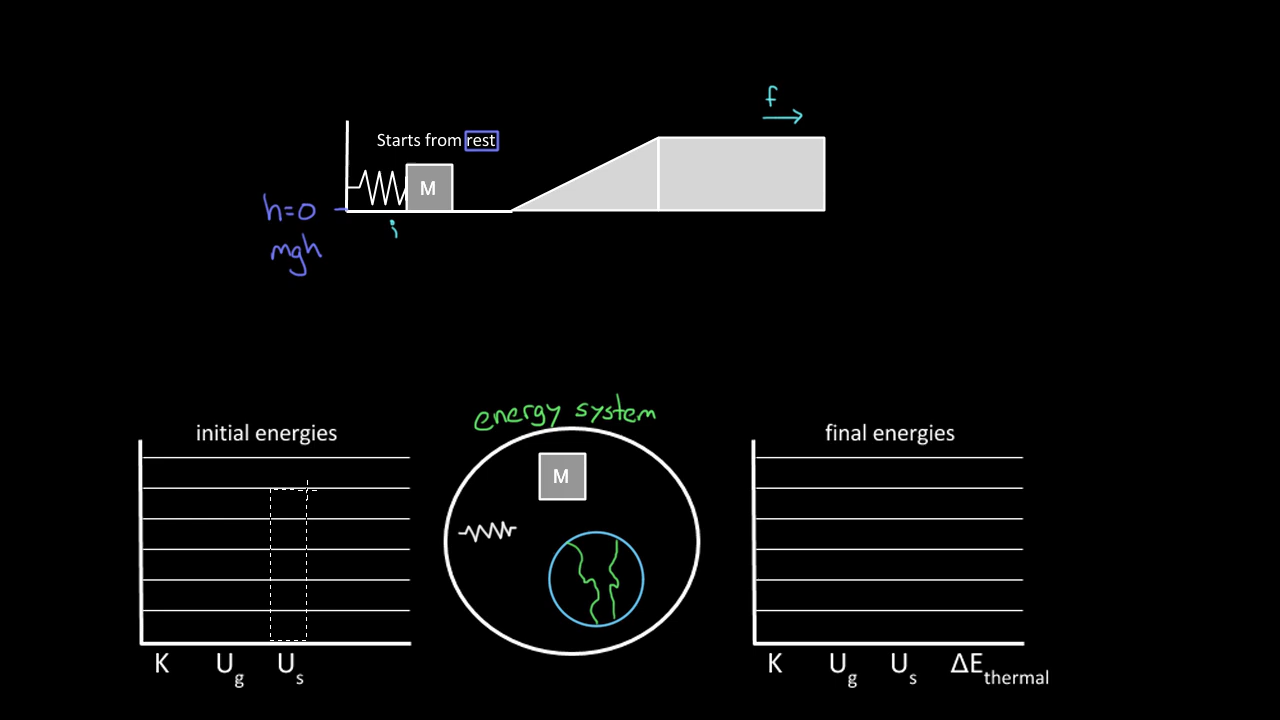 f
Starts from rest
M
h=0
i
mgh
energy system
initial energies
final energies
M
K Ug Us
K Ug Us ΔEthermal